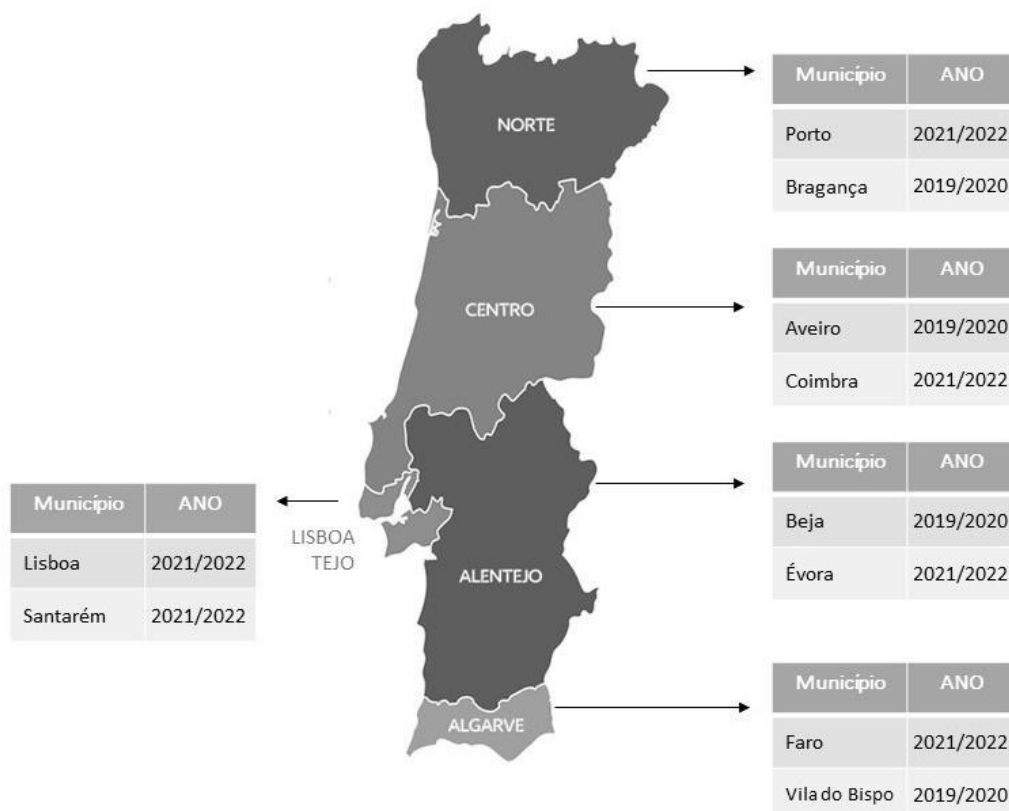 NORTE
Município ANO
Porto 2021/2022
Bragança 2019/2020
CENTRO
Município ANO
Aveiro 2019/2020
Coimbra 2021/2022
Município ANO
Beja 2019/2020
Évora 2021/2022
Município ANO
Lisboa 2021/2022
Santarém 2021/2022
LISBOA
TEJO
ALENTEJO
Município ANO
Faro 2021/2022
Vila do Bispo 2019/2020
ALGARVE